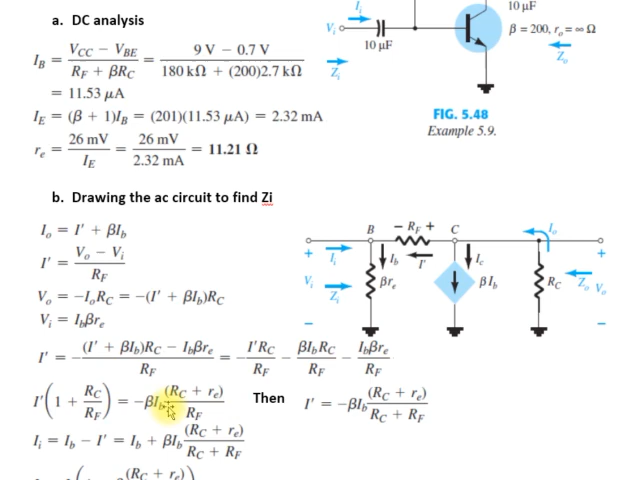 a. DC analysis
I_B = (V_CC − V_BE) / (R_F + βR_C) = (9 V − 0.7 V) / (180 kΩ + (200)2.7 kΩ)
= 11.53 μA
I_E = (β + 1)I_B = (201)(11.53 μA) = 2.32 mA
r_e = 26 mV / I_E = 26 mV / 2.32 mA = 11.21 Ω
I_i
V_i
10 μF
Z_i
10 μF
β = 200, r_o = ∞ Ω
Z_o
FIG. 5.48
Example 5.9.
b. Drawing the ac circuit to find Zi
I_o = I′ + βI_b
I′ = (V_o − V_i) / R_F
V_o = −I_oR_C = −(I′ + βI_b)R_C
V_i = I_bβr_e
B − R_F + C I_o
+ I_i I_b I′ I_c +
V_i βr_e βI_b R_C Z_o V_o
Z_i
− −
I′ = −((I′ + βI_b)R_C − I_bβr_e) / R_F = −I′R_C / R_F − βI_bR_C / R_F − I_bβr_e / R_F
I′(1 + R_C / R_F) = −βI_b (R_C + r_e) / R_F Then I′ = −βI_b (R_C + r_e) / (R_C + R_F)
I_i = I_b − I′ = I_b + βI_b (R_C + r_e) / (R_C + R_F)
(R_C + r_e)